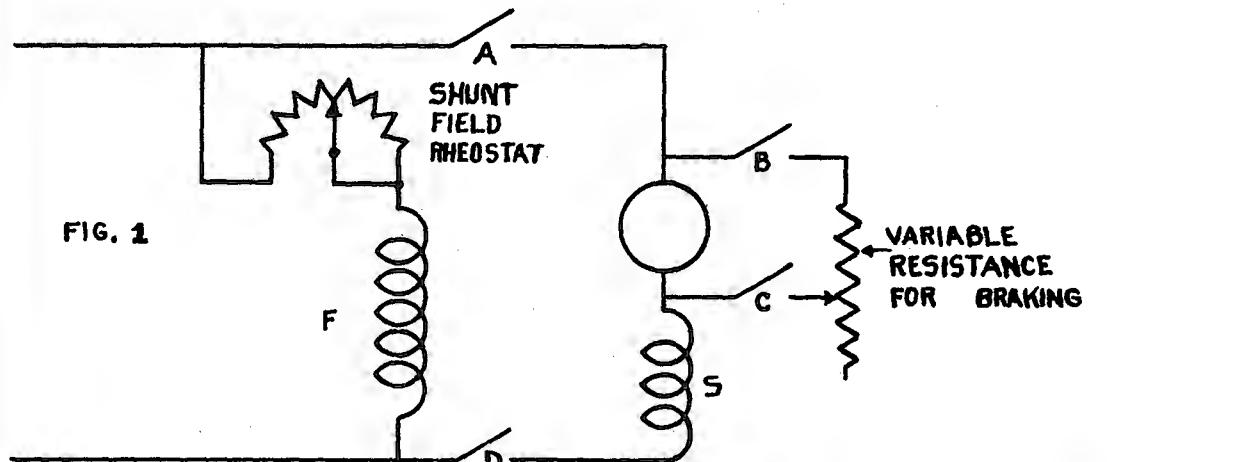 A
SHUNT
FIELD
RHEOSTAT
B
FIG. 1
VARIABLE
RESISTANCE
FOR BRAKING
C
F
S
D